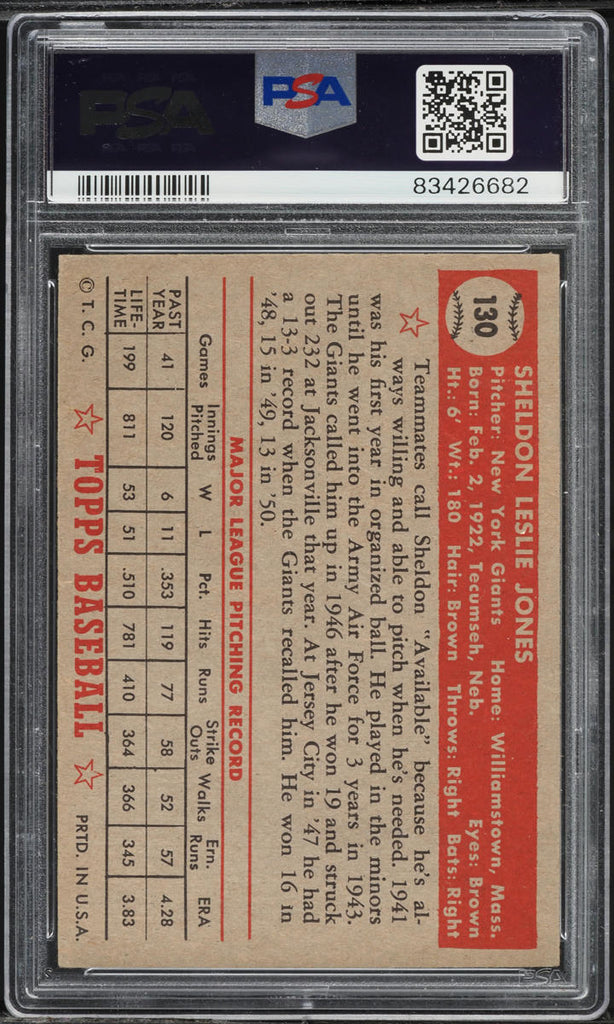 PSA
PSA
83426682
130
SHELDON LESLIE JONES
Pitcher: New York Giants Home: Williamstown, Mass.
Born: Feb. 2, 1922, Tecumseh, Neb. Eyes: Brown
Ht.: 6' Wt.: 180 Hair: Brown Throws: Right Bats: Right
Teammates call Sheldon "Available" because he's al-
ways willing and able to pitch when he's needed. 1941
was his first year in organized ball. He played in the minors
until he went into the Army Air Force for 3 years in 1943.
The Giants called him up in 1946 after he won 19 and struck
out 232 at Jacksonville that year. At Jersey City in '47 he had
a 13-3 record when the Giants recalled him. He won 16 in
'48, 15 in '49, 13 in '50.
MAJOR LEAGUE PITCHING RECORD
Games Innings Pitched W L Pct. Hits Runs Strike Outs Walks Ern. Runs ERA
PAST YEAR 41 120 6 11 .353 119 77 58 52 57 4.28
LIFE-TIME 199 811 53 51 .510 781 410 364 366 345 3.83
© T. C. G. TOPPS BASEBALL PRTD. IN U.S.A.